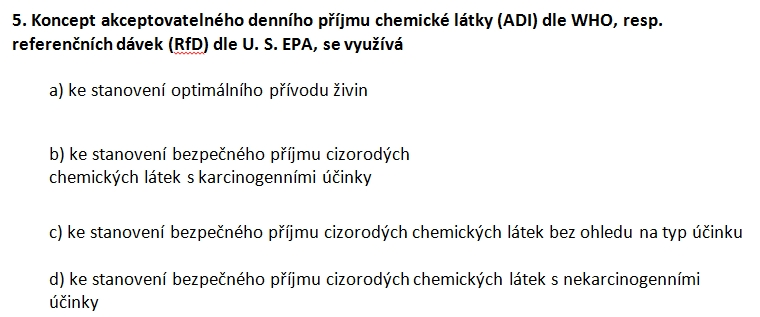 5. Koncept akceptovatelného denního příjmu chemické látky (ADI) dle WHO, resp.
referenčních dávek (RfD) dle U. S. EPA, se využívá
a) ke stanovení optimálního přívodu živin
b) ke stanovení bezpečného příjmu cizorodých
chemických látek s karcinogenními účinky
c) ke stanovení bezpečného příjmu cizorodých chemických látek bez ohledu na typ účinku
d) ke stanovení bezpečného příjmu cizorodých chemických látek s nekarcinogenními
účinky